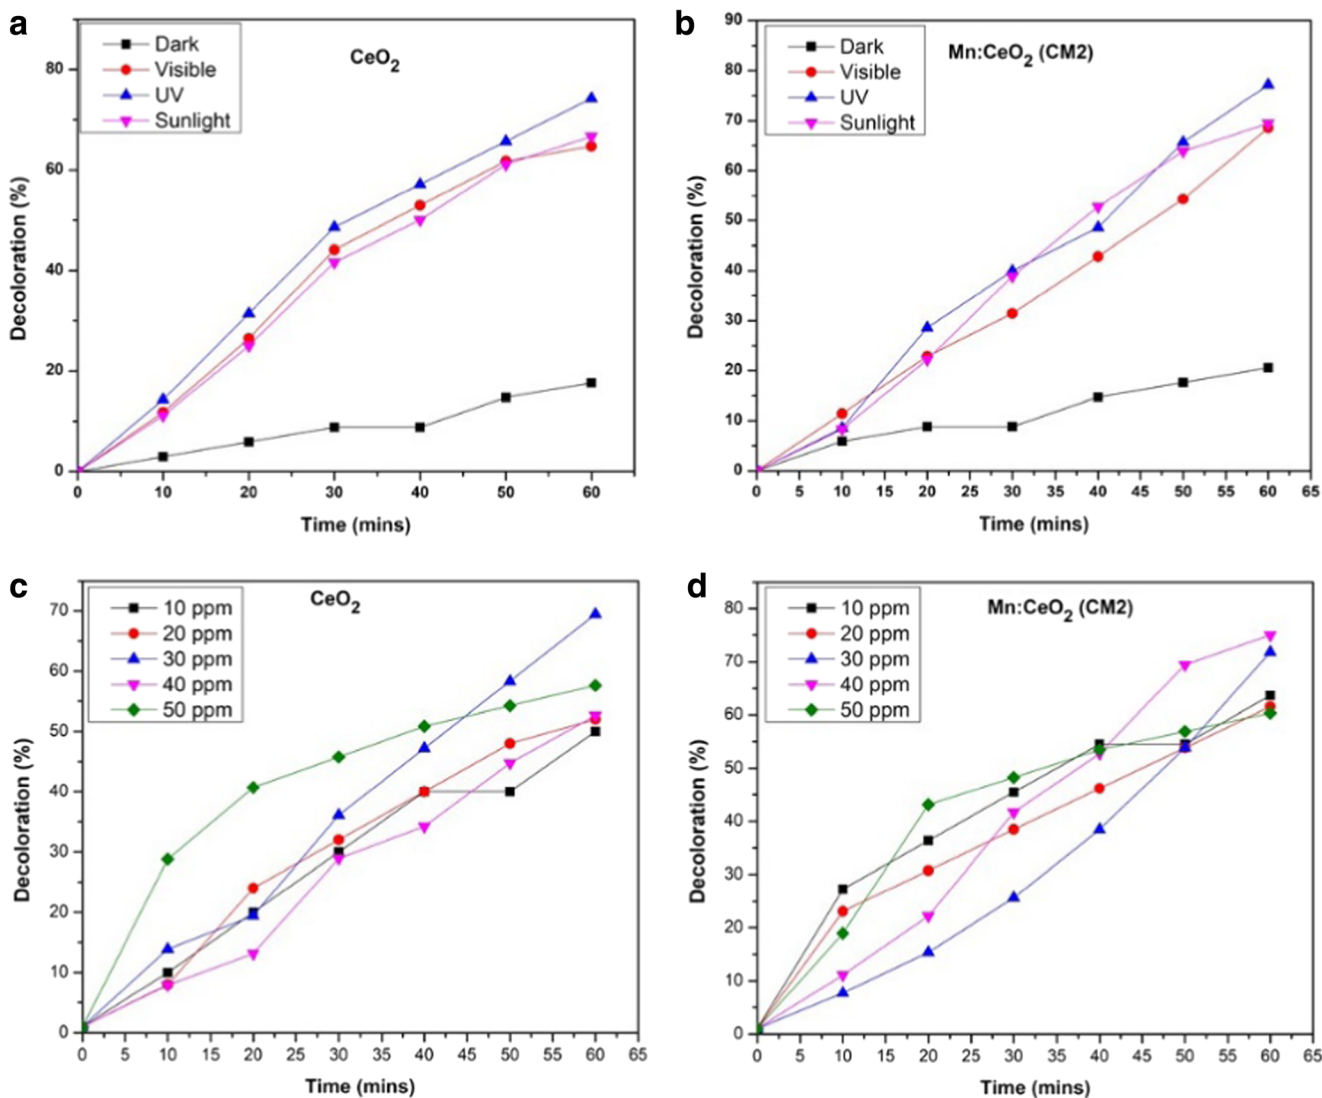 a
Dark
Visible
UV
Sunlight
CeO2
Decoloration (%)
80
60
40
20
0
0 10 20 30 40 50 60
Time (mins)
b
Dark
Visible
UV
Sunlight
Mn:CeO2 (CM2)
Decoloration (%)
90
80
70
60
50
40
30
20
10
0
0 5 10 15 20 25 30 35 40 45 50 55 60 65
Time (mins)
c
10 ppm
20 ppm
30 ppm
40 ppm
50 ppm
CeO2
Decoloration (%)
70
60
50
40
30
20
10
0
0 5 10 15 20 25 30 35 40 45 50 55 60 65
Time (mins)
d
10 ppm
20 ppm
30 ppm
40 ppm
50 ppm
Mn:CeO2 (CM2)
Decoloration (%)
80
70
60
50
40
30
20
10
0
0 5 10 15 20 25 30 35 40 45 50 55 60 65
Time (mins)